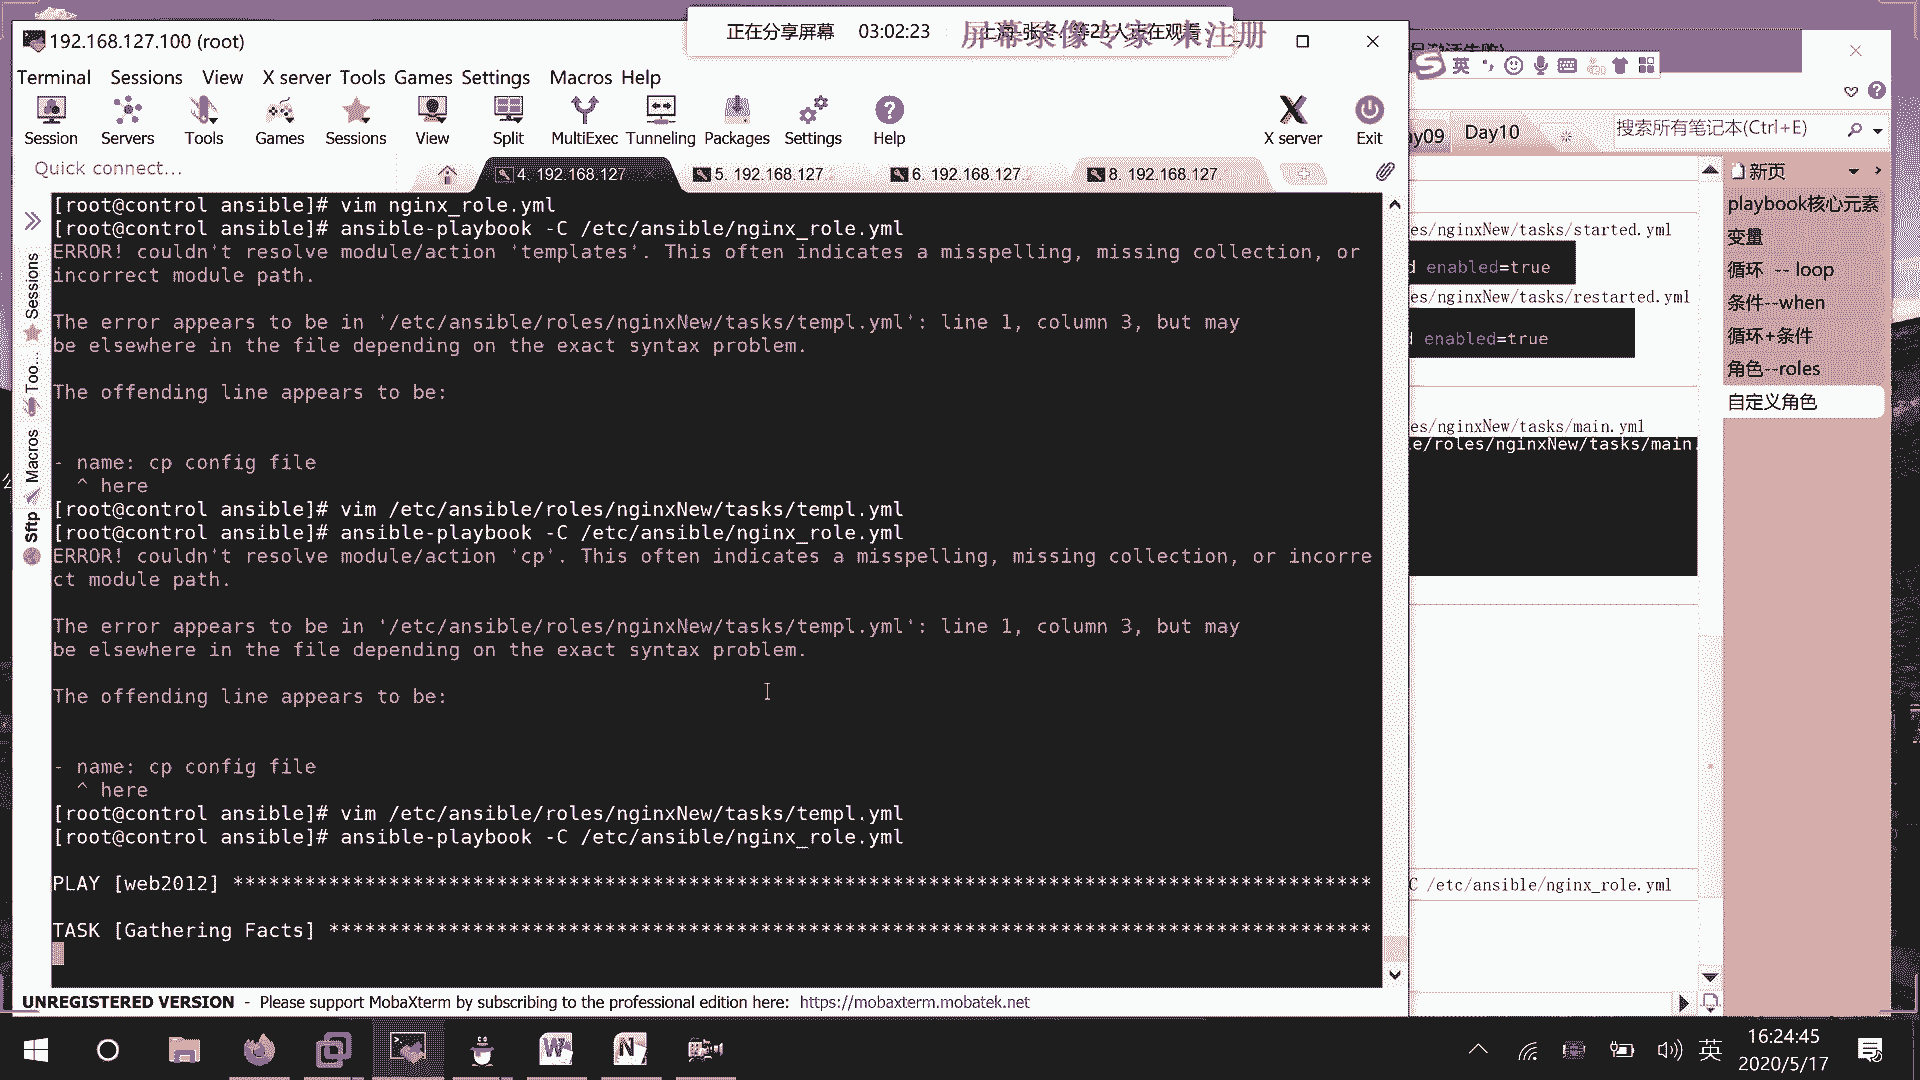 正在分享屏幕 03:02:23
屏幕录像专家 未注册
192.168.127.100 (root)
Terminal Sessions View X server Tools Games Settings Macros Help
Session Servers Tools Games Sessions View Split MultiExec Tunneling Packages Settings Help X server Exit
Quick connect...
4. 192.168.127 5. 192.168.127... 6. 192.168.127... 8. 192.168.127...
Sessions
Too...
Macros
Sftp
[root@control ansible]# vim nginx_role.yml
[root@control ansible]# ansible-playbook -C /etc/ansible/nginx_role.yml
ERROR! couldn't resolve module/action 'templates'. This often indicates a misspelling, missing collection, or
incorrect module path.
The error appears to be in '/etc/ansible/roles/nginxNew/tasks/templ.yml': line 1, column 3, but may
be elsewhere in the file depending on the exact syntax problem.
The offending line appears to be:
- name: cp config file
^ here
[root@control ansible]# vim /etc/ansible/roles/nginxNew/tasks/templ.yml
[root@control ansible]# ansible-playbook -C /etc/ansible/nginx_role.yml
ERROR! couldn't resolve module/action 'cp'. This often indicates a misspelling, missing collection, or incorre
ct module path.
The error appears to be in '/etc/ansible/roles/nginxNew/tasks/templ.yml': line 1, column 3, but may
be elsewhere in the file depending on the exact syntax problem.
The offending line appears to be:
- name: cp config file
^ here
[root@control ansible]# vim /etc/ansible/roles/nginxNew/tasks/templ.yml
[root@control ansible]# ansible-playbook -C /etc/ansible/nginx_role.yml
PLAY [web2012] ***********************************************************************************************
TASK [Gathering Facts] ***************************************************************************************
UNREGISTERED VERSION - Please support MobaXterm by subscribing to the professional edition here: https://mobaxterm.mobatek.net
英
ay09 Day10 搜索所有笔记本(Ctrl+E)
es/nginxNew/tasks/started.yml
d enabled=true
es/nginxNew/tasks/restarted.yml
d enabled=true
es/nginxNew/tasks/main.yml
e/roles/nginxNew/tasks/main.
C /etc/ansible/nginx_role.yml
新页
playbook核心元素
变量
循环 -- loop
条件--when
循环+条件
角色--roles
自定义角色
英
16:24:45
2020/5/17